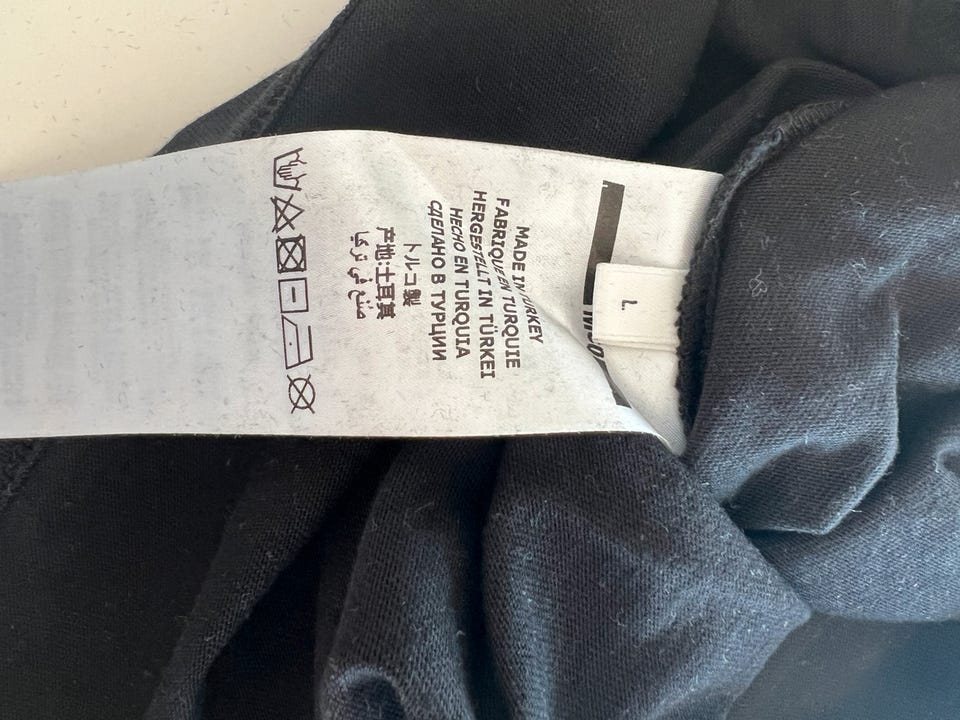 L
MADE IN TURKEY
FABRIQUE EN TURQUIE
HERGESTELLT IN TÜRKEI
HECHO EN TURQUIA
СДЕЛАНО В ТУРЦИИ
トルコ製
产地:土耳其
صنع في تركيا